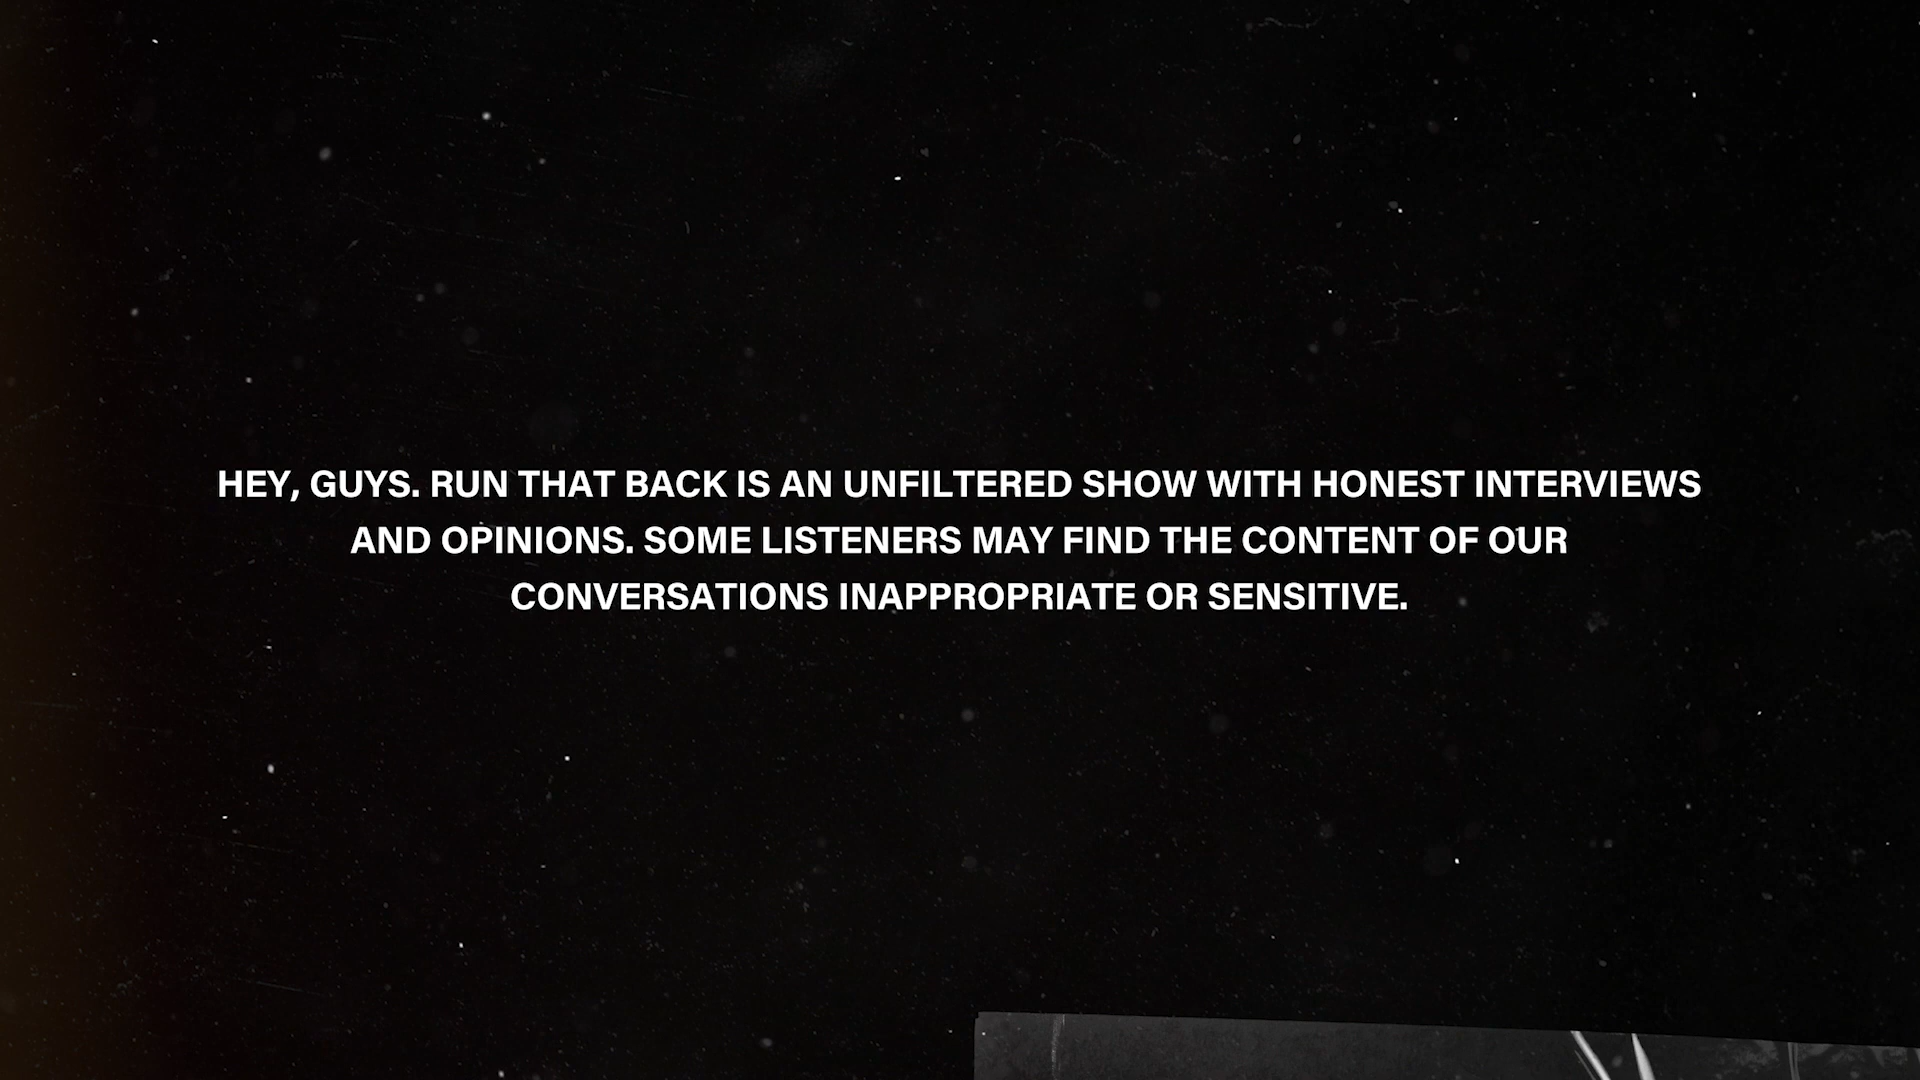 HEY, GUYS. RUN THAT BACK IS AN UNFILTERED SHOW WITH HONEST INTERVIEWS
AND OPINIONS. SOME LISTENERS MAY FIND THE CONTENT OF OUR
CONVERSATIONS INAPPROPRIATE OR SENSITIVE.